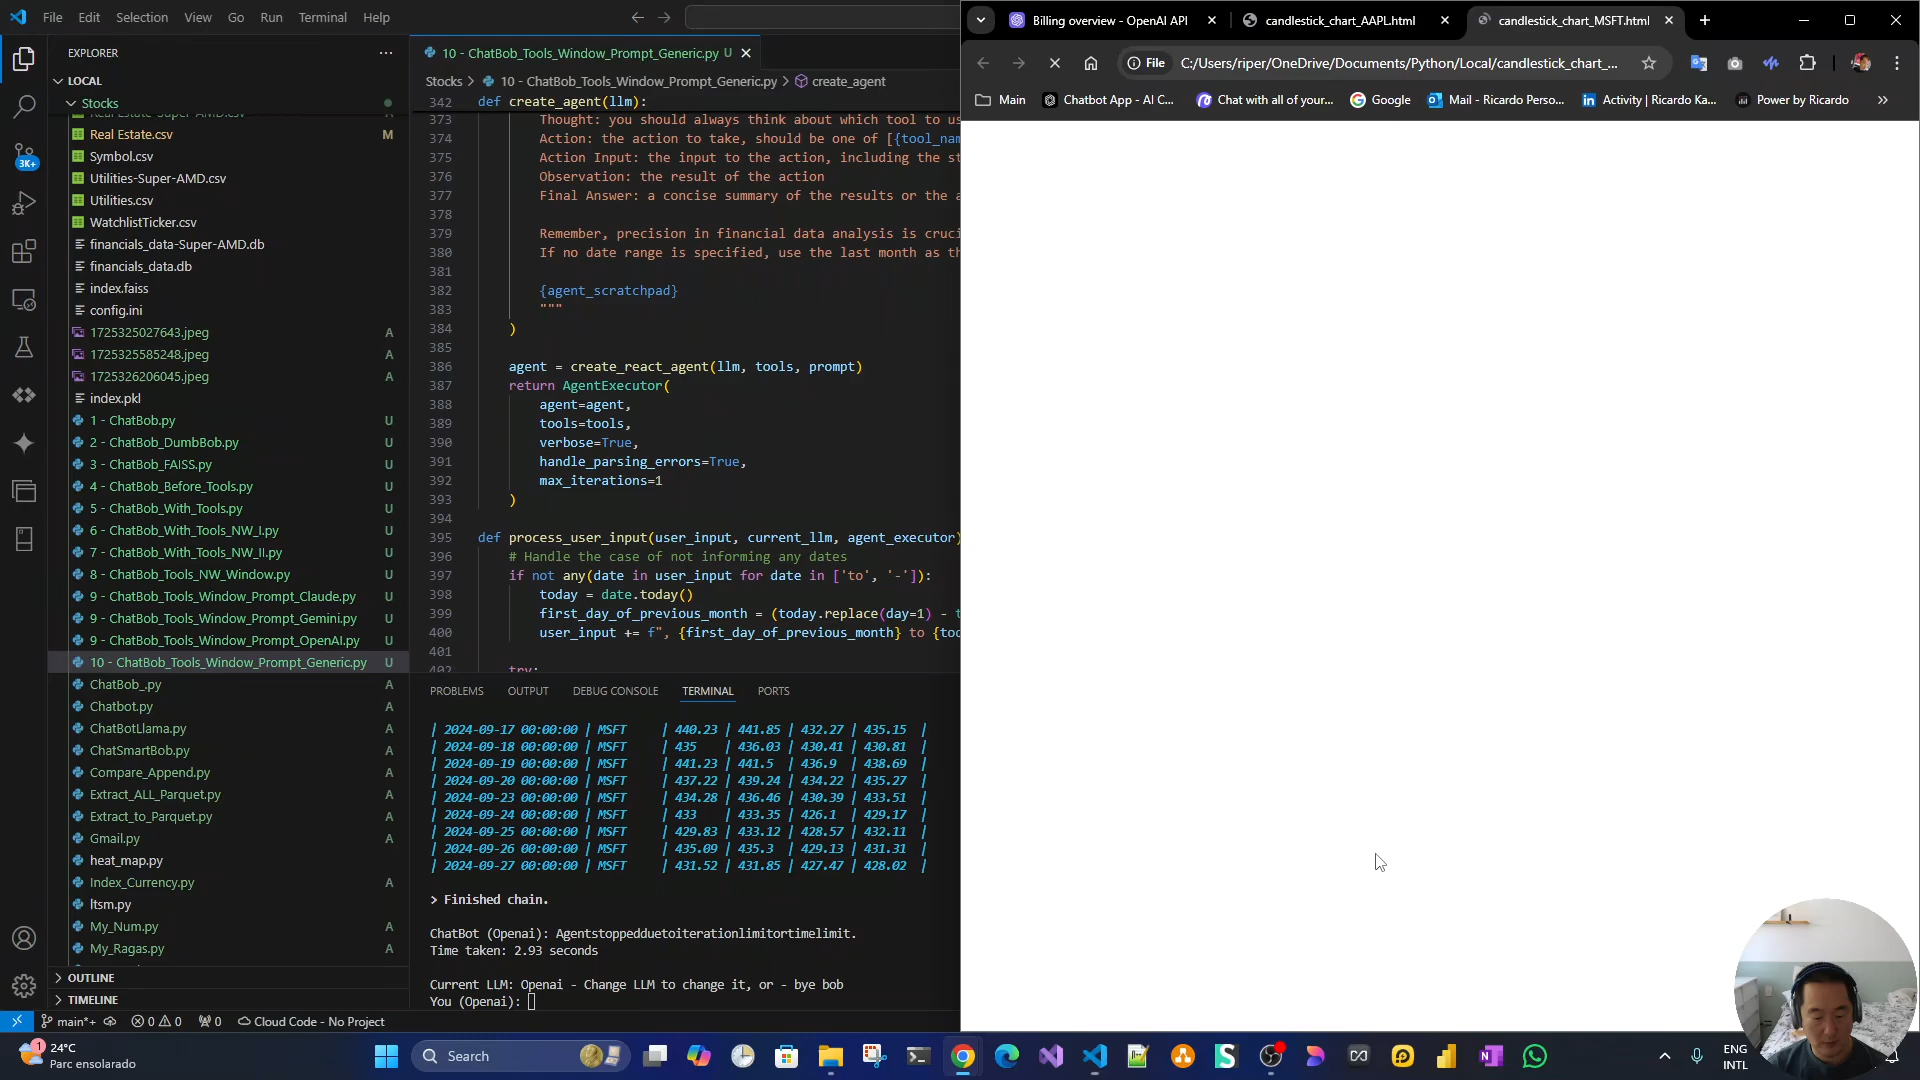 File Edit Selection View Go Run Terminal Help
EXPLORER
LOCAL
Stocks
Real Estate.csv M
Symbol.csv
Utilities-Super-AMD.csv
Utilities.csv
WatchlistTicker.csv
financials_data-Super-AMD.db
financials_data.db
index.faiss
config.ini
1725325027643.jpeg A
1725325585248.jpeg A
1725326206045.jpeg A
index.pkl
1 - ChatBob.py U
2 - ChatBob_DumbBob.py U
3 - ChatBob_FAISS.py U
4 - ChatBob_Before_Tools.py U
5 - ChatBob_With_Tools.py U
6 - ChatBob_With_Tools_NW_I.py U
7 - ChatBob_With_Tools_NW_II.py U
8 - ChatBob_Tools_NW_Window.py U
9 - ChatBob_Tools_Window_Prompt_Claude.py U
9 - ChatBob_Tools_Window_Prompt_Gemini.py U
9 - ChatBob_Tools_Window_Prompt_OpenAI.py U
10 - ChatBob_Tools_Window_Prompt_Generic.py U
ChatBob_.py A
Chatbot.py A
ChatBotLlama.py A
ChatSmartBob.py A
Compare_Append.py A
Extract_ALL_Parquet.py A
Extract_to_Parquet.py A
Gmail.py A
heat_map.py
Index_Currency.py A
ltsm.py
My_Num.py A
My_Ragas.py A
OUTLINE
TIMELINE
3K+
10 - ChatBob_Tools_Window_Prompt_Generic.py U
Stocks > 10 - ChatBob_Tools_Window_Prompt_Generic.py > create_agent
342 def create_agent(llm):
373 Thought: you should always think about which tool to us
374 Action: the action to take, should be one of [{tool_nam
375 Action Input: the input to the action, including the st
376 Observation: the result of the action
377 Final Answer: a concise summary of the results or the a
378
379 Remember, precision in financial data analysis is cruci
380 If no date range is specified, use the last month as th
381
382 {agent_scratchpad}
383 """
384 )
385
386 agent = create_react_agent(llm, tools, prompt)
387 return AgentExecutor(
388 agent=agent,
389 tools=tools,
390 verbose=True,
391 handle_parsing_errors=True,
392 max_iterations=1
393 )
394
395 def process_user_input(user_input, current_llm, agent_executor)
396 # Handle the case of not informing any dates
397 if not any(date in user_input for date in ['to', '-']):
398 today = date.today()
399 first_day_of_previous_month = (today.replace(day=1) - t
400 user_input += f", {first_day_of_previous_month} to {tod
401
402 try:
PROBLEMS OUTPUT DEBUG CONSOLE TERMINAL PORTS
| 2024-09-17 00:00:00 | MSFT | 440.23 | 441.85 | 432.27 | 435.15 |
| 2024-09-18 00:00:00 | MSFT | 435 | 436.03 | 430.41 | 430.81 |
| 2024-09-19 00:00:00 | MSFT | 441.23 | 441.5 | 436.9 | 438.69 |
| 2024-09-20 00:00:00 | MSFT | 437.22 | 439.24 | 434.22 | 435.27 |
| 2024-09-23 00:00:00 | MSFT | 434.28 | 436.46 | 430.39 | 433.51 |
| 2024-09-24 00:00:00 | MSFT | 433 | 433.35 | 426.1 | 429.17 |
| 2024-09-25 00:00:00 | MSFT | 429.83 | 433.12 | 428.57 | 432.11 |
| 2024-09-26 00:00:00 | MSFT | 435.09 | 435.3 | 429.13 | 431.31 |
| 2024-09-27 00:00:00 | MSFT | 431.52 | 431.85 | 427.47 | 428.02 |
> Finished chain.
ChatBot (Openai): Agentstoppedduetoiterationlimitortimelimit.
Time taken: 2.93 seconds
Current LLM: Openai - Change LLM to change it, or - bye bob
You (Openai):
main*+ 0 0 0 Cloud Code - No Project
Billing overview - OpenAI API
candlestick_chart_AAPL.html
candlestick_chart_MSFT.html
File C:/Users/riper/OneDrive/Documents/Python/Local/candlestick_chart_...
Main Chatbot App - AI C... Chat with all of your... Google Mail - Ricardo Perso... Activity | Ricardo Ka... Power by Ricardo
1 24°C
Parc ensolarado
Search
ENG
INTL